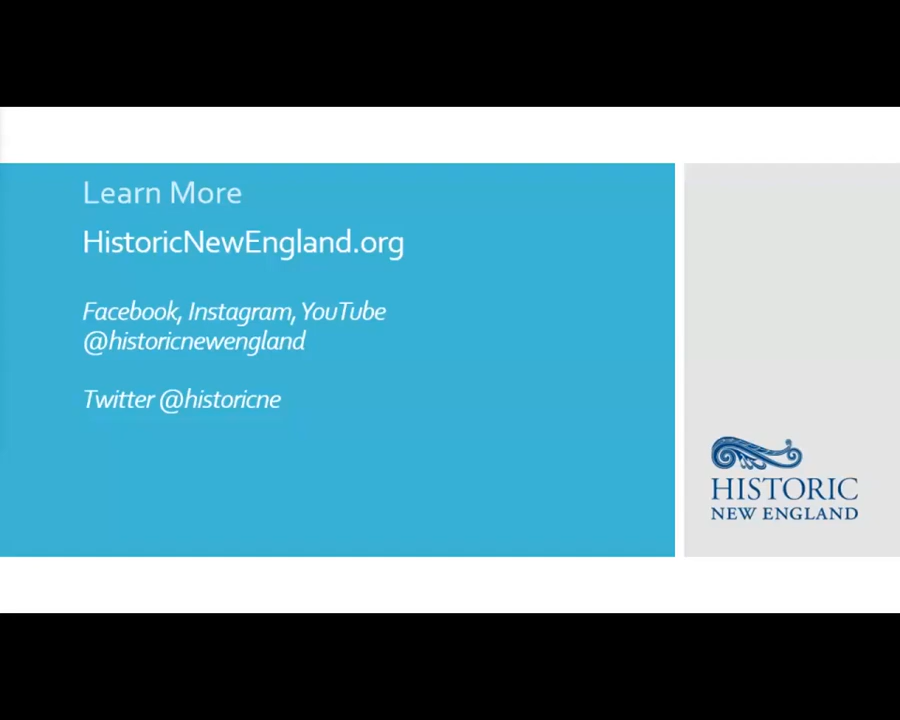 Learn More
HistoricNewEngland.org
Facebook, Instagram, YouTube
@historicnewengland
Twitter @historicne
HISTORIC
NEW ENGLAND